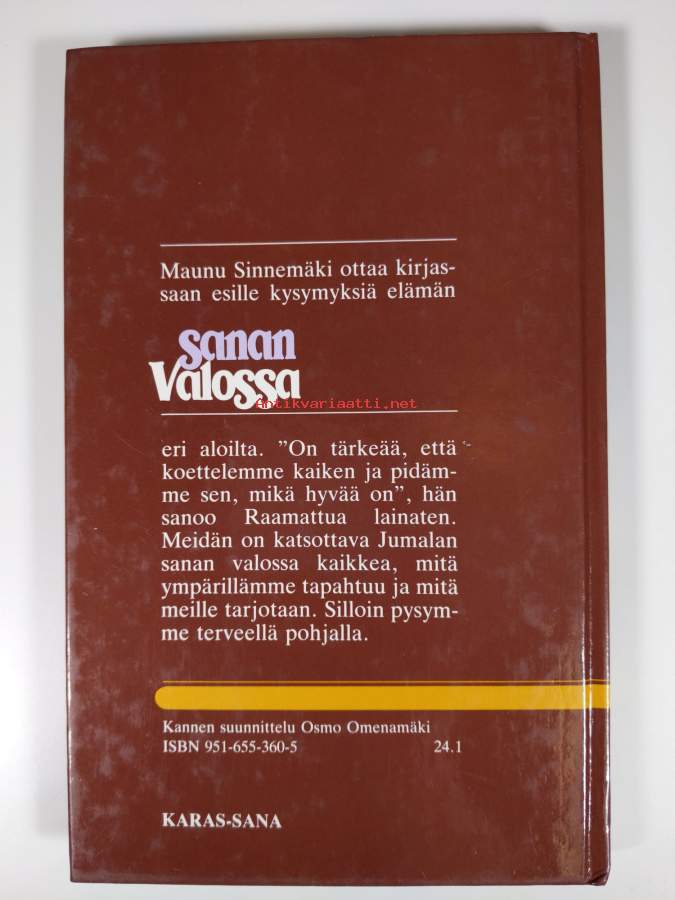 Maunu Sinnemäki ottaa kirjas-
saan esille kysymyksiä elämän
sanan
Valossa
Antikvariaatti.net
eri aloilta. ”On tärkeää, että
koettelemme kaiken ja pidäm-
me sen, mikä hyvää on”, hän
sanoo Raamattua lainaten.
Meidän on katsottava Jumalan
sanan valossa kaikkea, mitä
ympärillämme tapahtuu ja mitä
meille tarjotaan. Silloin pysym-
me terveellä pohjalla.
Kannen suunnittelu Osmo Omenamäki
ISBN 951-655-360-5 24.1
KARAS-SANA